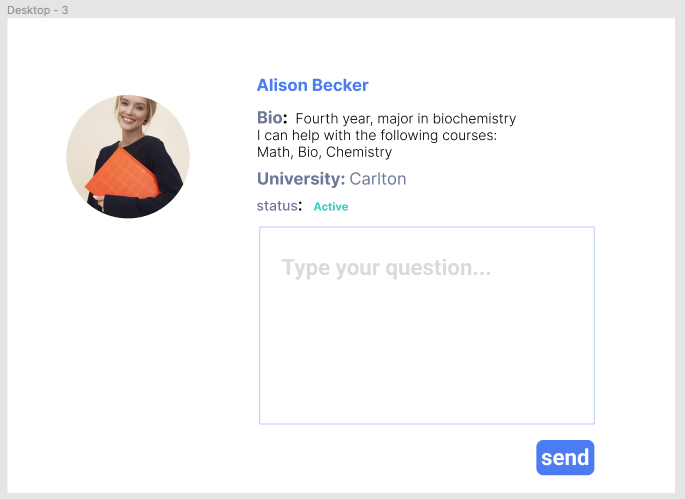 Desktop - 3
Alison Becker
Bio: Fourth year, major in biochemistry
I can help with the following courses:
Math, Bio, Chemistry
University: Carlton
status: Active
Type your question...
send